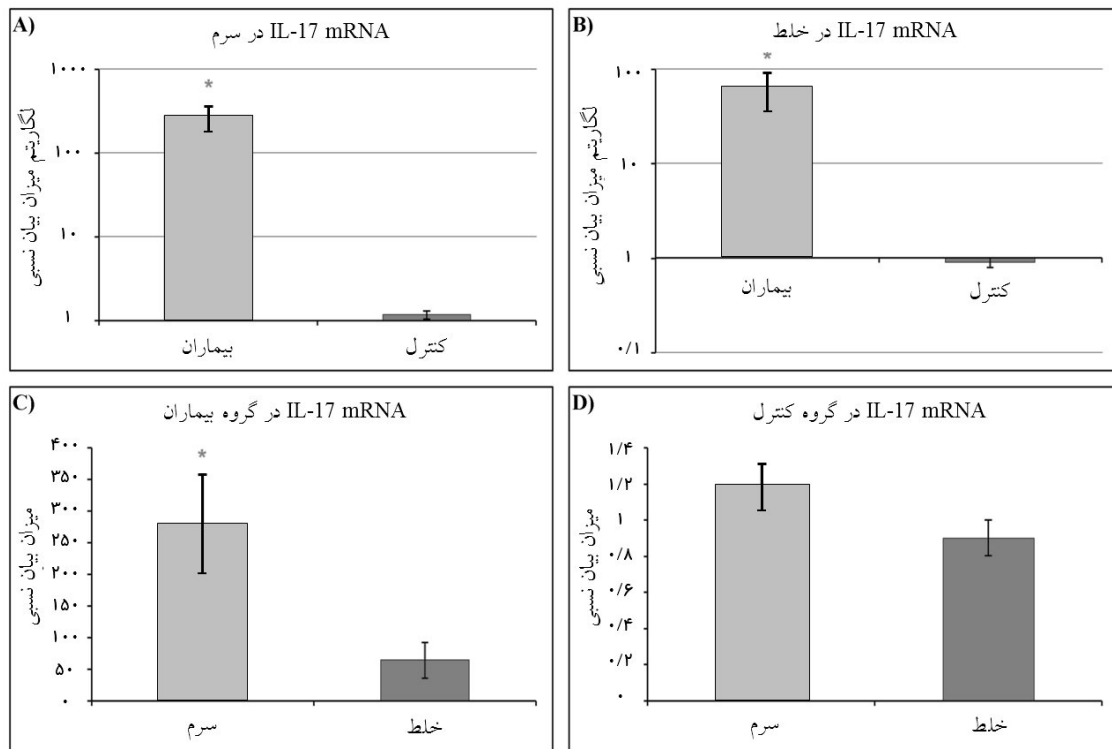 A)
IL-17 mRNA در سرم
لگاریتم میزان بیان نسبی
۱۰۰۰
۱۰۰
۱۰
۱
*
بیماران
کنترل
B)
IL-17 mRNA در خلط
لگاریتم میزان بیان نسبی
۱۰۰
۱۰
۱
۰/۱
*
بیماران
کنترل
C)
IL-17 mRNA در گروه بیماران
میزان بیان نسبی
۴۰۰
۳۵۰
۳۰۰
۲۵۰
۲۰۰
۱۵۰
۱۰۰
۵۰
۰
*
سرم
خلط
D)
IL-17 mRNA در گروه کنترل
میزان بیان نسبی
۱/۴
۱/۲
۱
۰/۸
۰/۶
۰/۴
۰/۲
۰
سرم
خلط